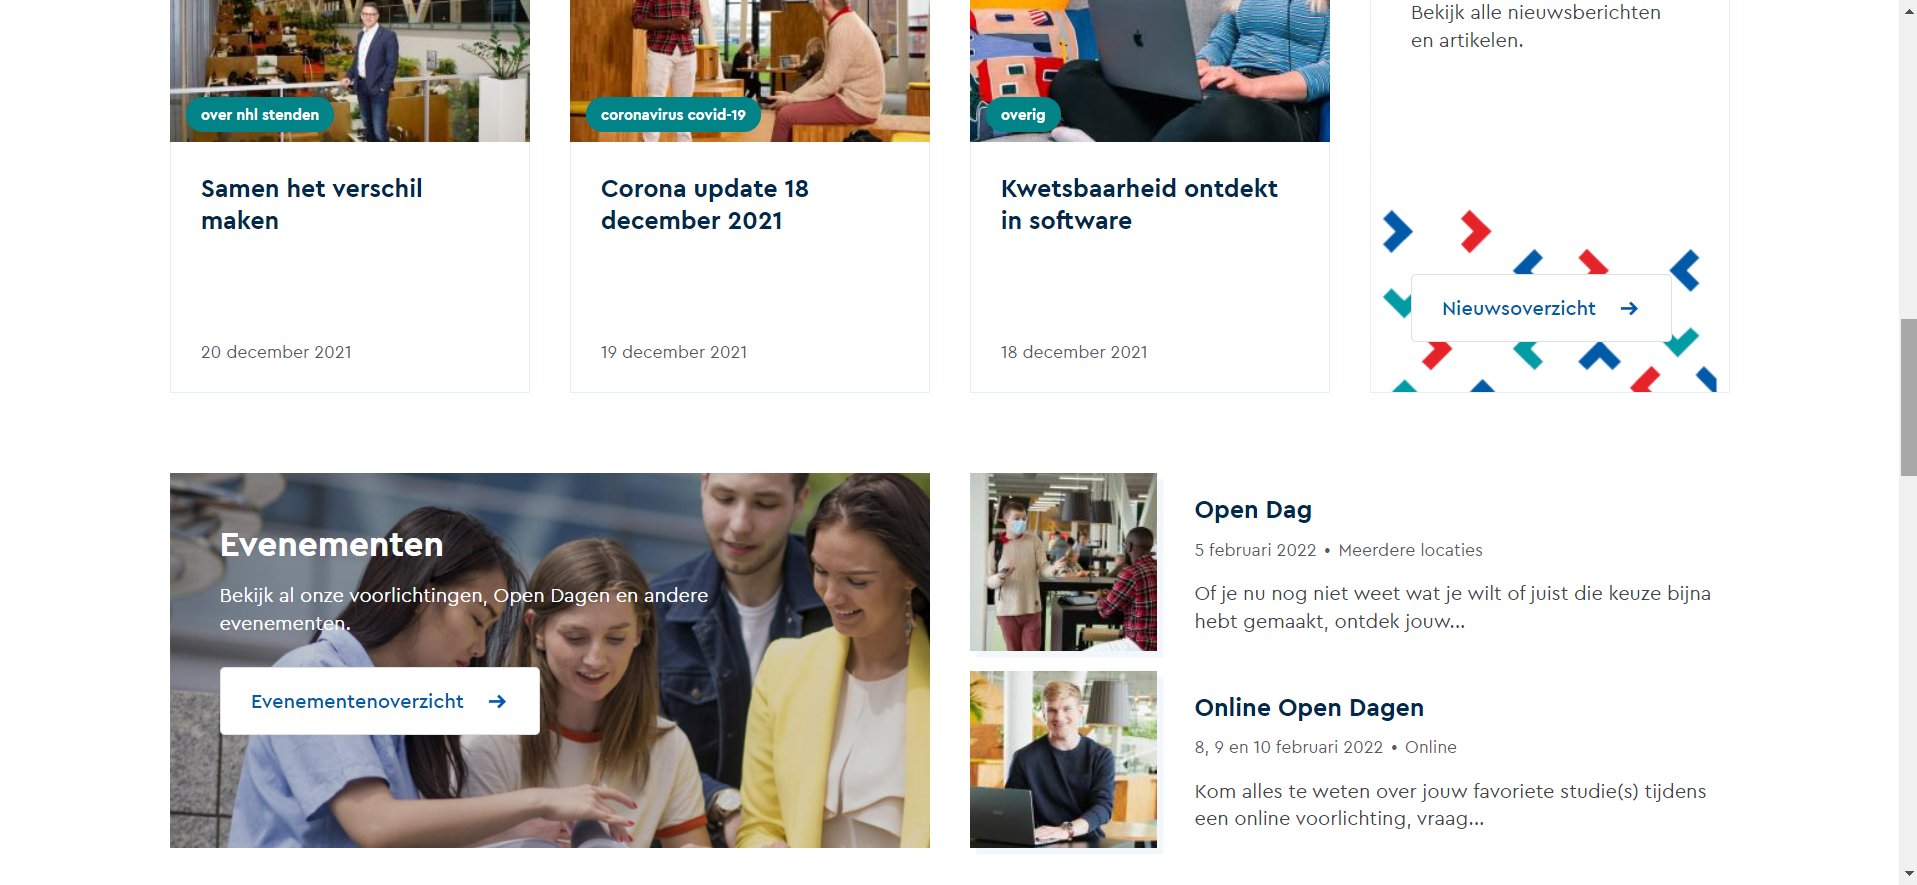 Bekijk alle nieuwsberichten
en artikelen.
over nhl stenden
coronavirus covid-19
overig
Samen het verschil
maken
Corona update 18
december 2021
Kwetsbaarheid ontdekt
in software
Nieuwsoverzicht
20 december 2021
19 december 2021
18 december 2021
Evenementen
Bekijk al onze voorlichtingen, Open Dagen en andere
evenementen.
Evenementenoverzicht
Open Dag
5 februari 2022 • Meerdere locaties
Of je nu nog niet weet wat je wilt of juist die keuze bijna
hebt gemaakt, ontdek jouw...
Online Open Dagen
8, 9 en 10 februari 2022 • Online
Kom alles te weten over jouw favoriete studie(s) tijdens
een online voorlichting, vraag...